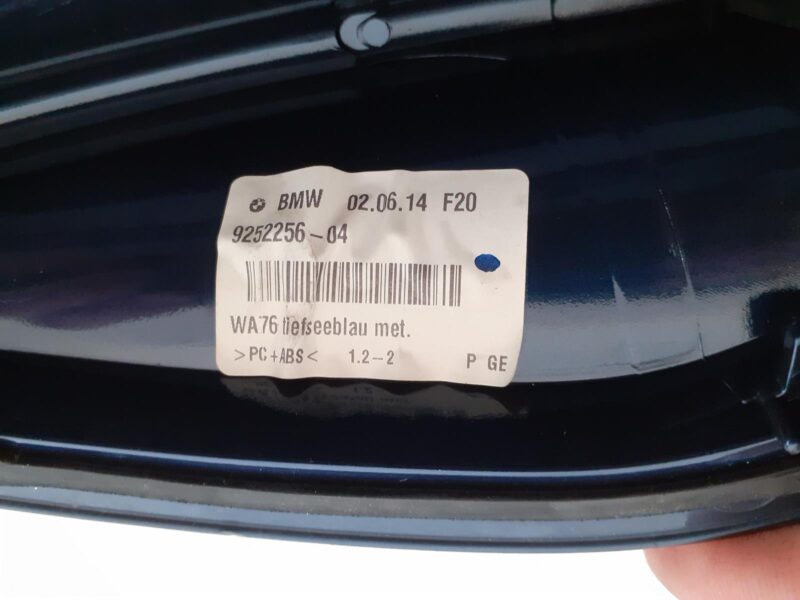 BMW 02.06.14 F20
9252256-04
WA76 tiefseeblau met.
>PC+ABS< 1.2--2 P GE